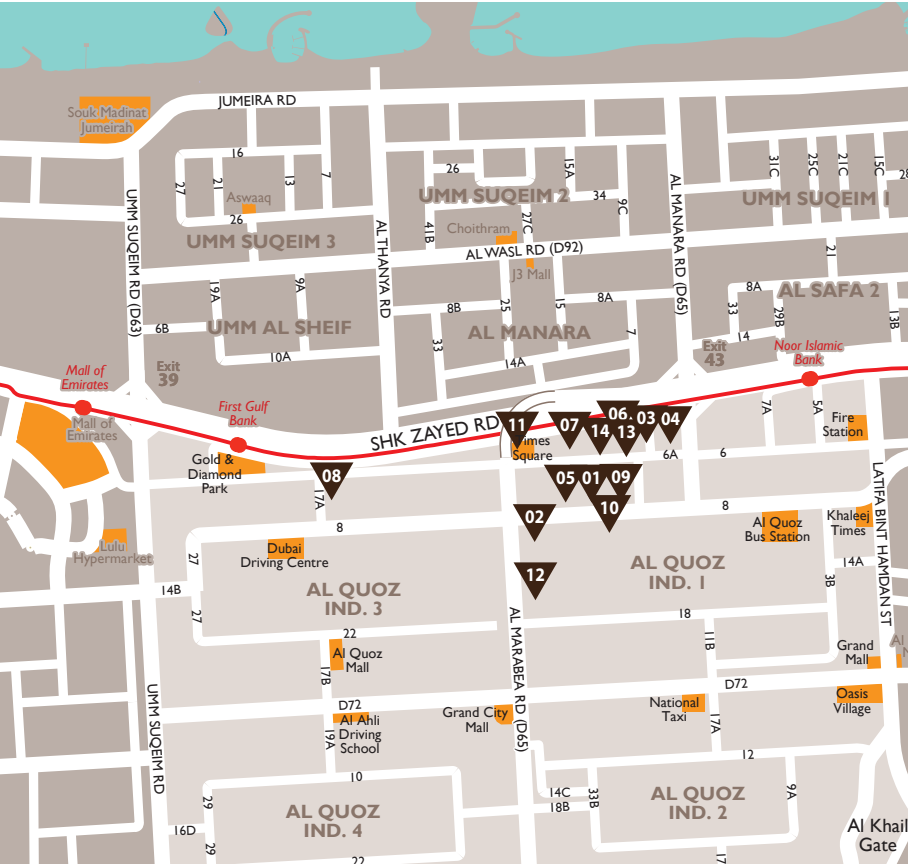 JUMEIRA RD
Souk Madinat
Jumeirah
16
27
21
13
7
Aswaaq
26
UMM SUQEIM 3
UMM SUQEIM RD (D63)
AL THANYA RD
26
15A
34
9C
UMM SUQEIM 2
41B
27C
Choithram
AL WASL RD (D92)
J3 Mall
AL MANARA RD (D65)
31C
25C
21C
15C
28
UMM SUQEIM 1
21
19A
9A
6B
UMM AL SHEIF
10A
8B
25
15
8A
33
AL MANARA
7
14A
8A
AL SAFA 2
33
29B
13B
14
Exit
43
Noor Islamic
Bank
Exit
39
Mall of
Emirates
Mall of
Emirates
First Gulf
Bank
SHK ZAYED RD
Gold &
Diamond
Park
08
17A
11
Times
Square
07
14
06.
13
03
04
6A
6
7A
5A
Fire
Station
05
01
09
10
02
12
8
8
Al Quoz
Bus Station
Khaleej
Times
LATIFA BINT HAMDAN ST
14A
3B
Lulu
Hypermarket
27
Dubai
Driving Centre
14B
27
AL QUOZ
IND. 3
AL QUOZ
IND. 1
22
17B
Al Quoz
Mall
AL MARABEA RD (D65)
18
11B
Grand
Mall
Al
D72
Oasis
Village
National
Taxi
17A
UMM SUQEIM RD
D72
19A
Al Ahli
Driving
School
Grand City
Mall
12
10
29
AL QUOZ
IND. 4
16D
29
22
14C
18B
33B
AL QUOZ
IND. 2
9A
17
Al Khail
Gate